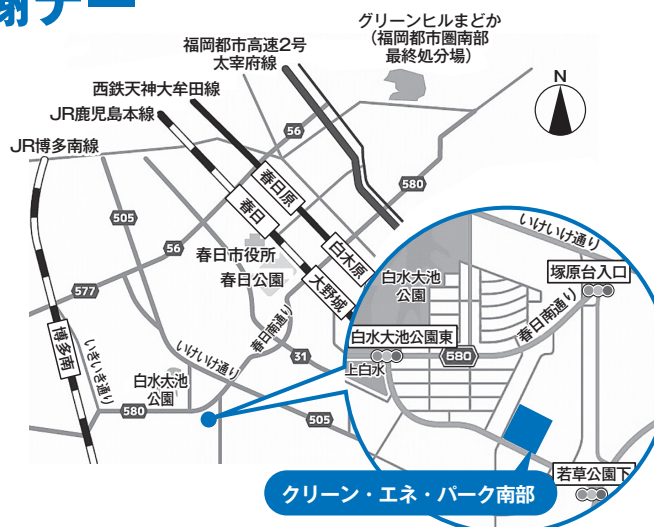 謝デー
グリーンヒルまどか
（福岡都市圏南部
最終処分場）
福岡都市高速2号
太宰府線
西鉄天神大牟田線
JR鹿児島本線
JR博多南線
N
56
580
505
春日原
春日
56
春日市役所
春日公園
白木原
大野城
577
博多南
いきいき通り
いけいけ通り
春日南通り
31
白水大池
公園
580
505
いけいけ通り
塚原台入口
白水大池
公園
春日南通り
白水大池公園東
580
上白水
若草公園下
クリーン・エネ・パーク南部